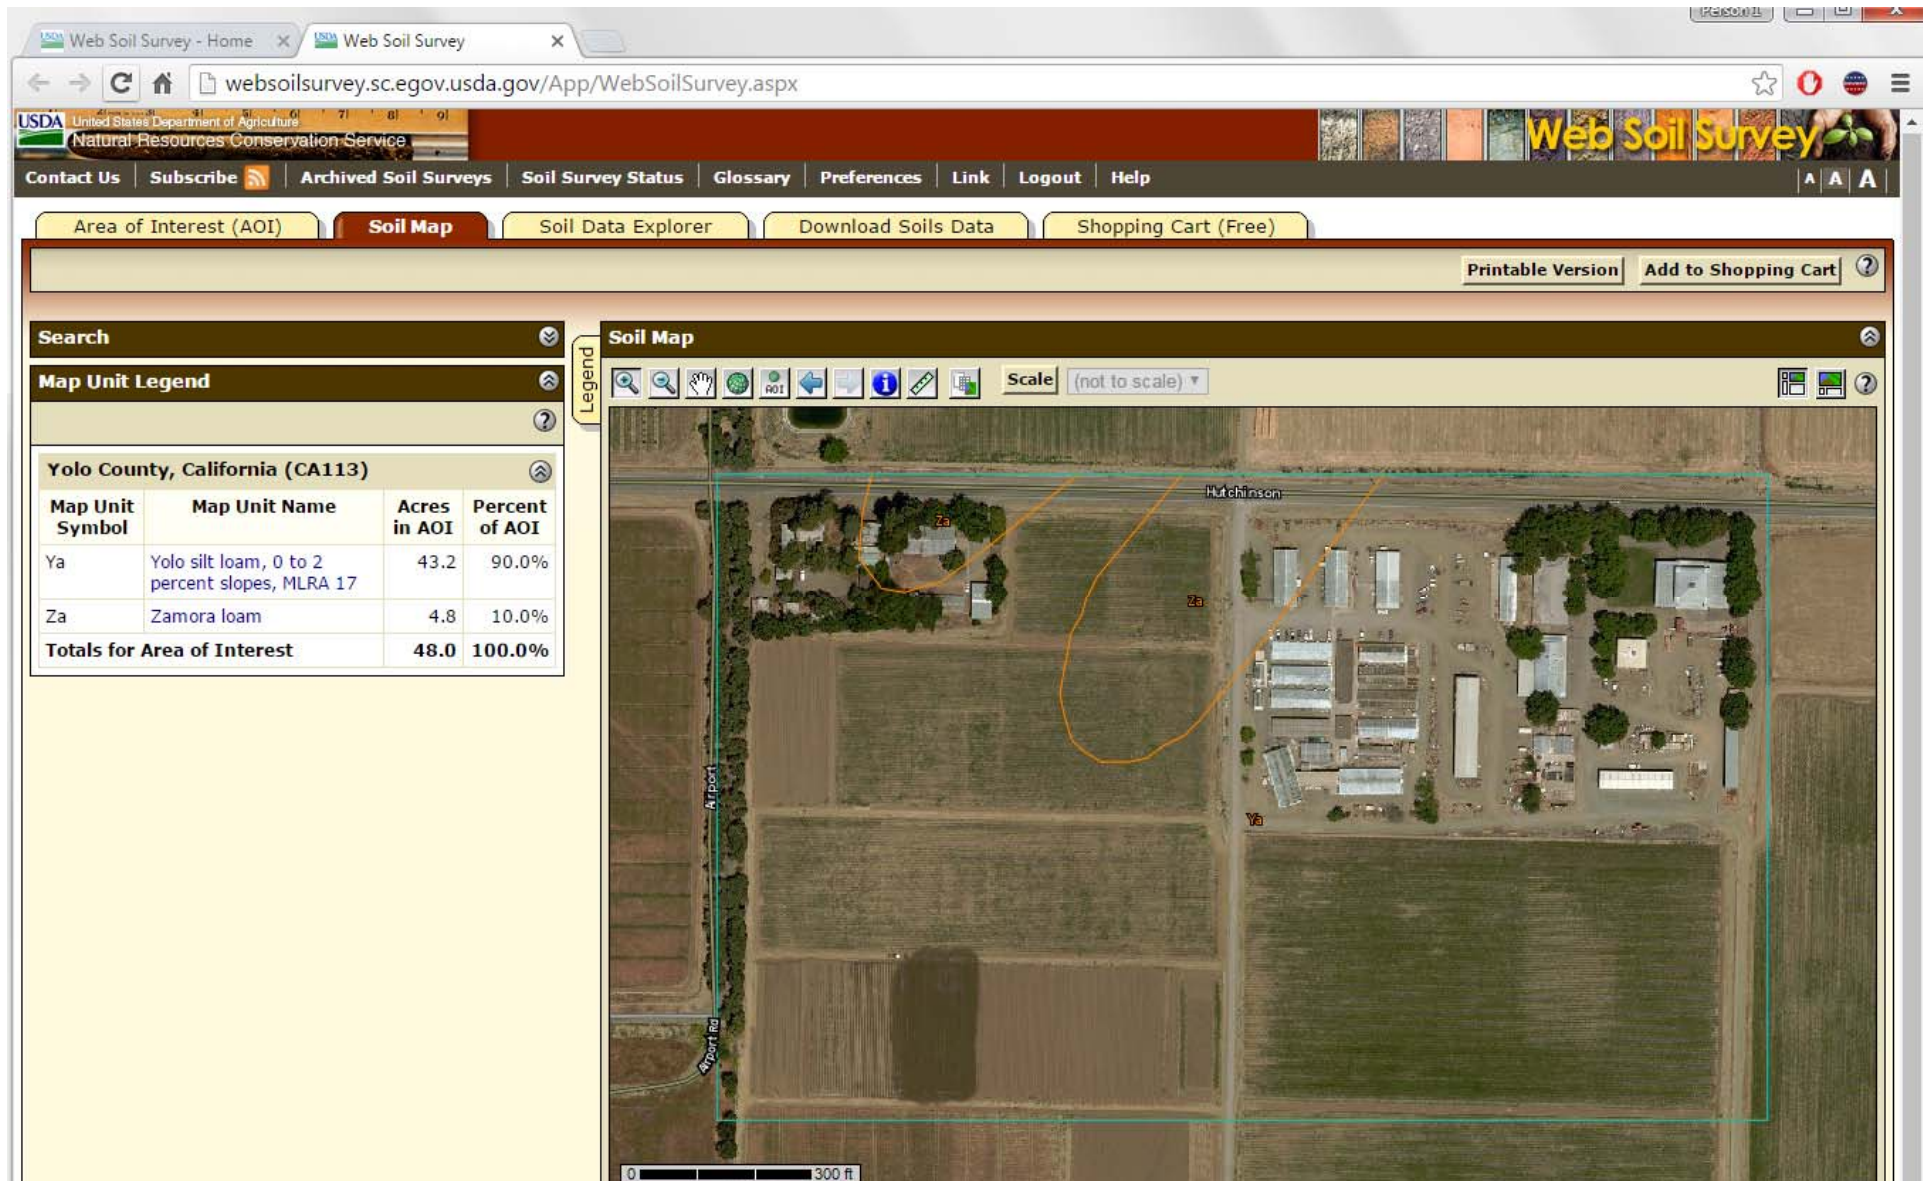 Person 1
Web Soil Survey - Home
Web Soil Survey
websoilsurvey.sc.egov.usda.gov/App/WebSoilSurvey.aspx
USDA United States Department of Agriculture
Natural Resources Conservation Service
7 8 9
Web Soil Survey
Contact Us Subscribe Archived Soil Surveys Soil Survey Status Glossary Preferences Link Logout Help A A A
Area of Interest (AOI) Soil Map Soil Data Explorer Download Soils Data Shopping Cart (Free)
Printable Version Add to Shopping Cart ?
Search
Map Unit Legend
?
Yolo County, California (CA113)
Map Unit Symbol Map Unit Name Acres in AOI Percent of AOI
Ya Yolo silt loam, 0 to 2 percent slopes, MLRA 17 43.2 90.0%
Za Zamora loam 4.8 10.0%
Totals for Area of Interest 48.0 100.0%
Legend
Soil Map
AOI i Scale (not to scale) ?
Hutchinson
Za
Za
Airport
Ya
Airport Rd
0 300 ft